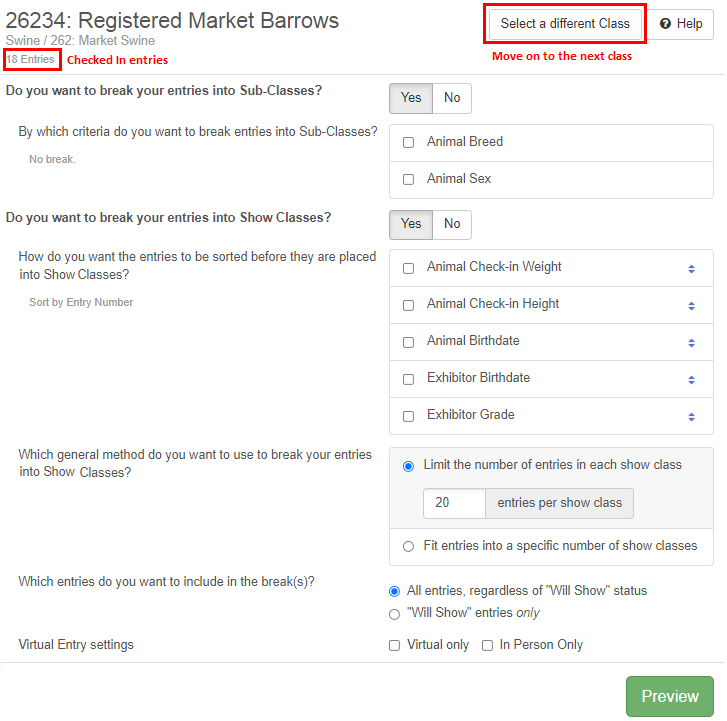 26234: Registered Market Barrows
Select a different Class
Help
Swine / 262: Market Swine
18 Entries
Checked In entries
Move on to the next class
Do you want to break your entries into Sub-Classes?
Yes No
By which criteria do you want to break entries into Sub-Classes?
Animal Breed
No break.
Animal Sex
Do you want to break your entries into Show Classes?
Yes No
How do you want the entries to be sorted before they are placed
into Show Classes?
Animal Check-in Weight
Sort by Entry Number
Animal Check-in Height
Animal Birthdate
Exhibitor Birthdate
Exhibitor Grade
Which general method do you want to use to break your entries
into Show Classes?
Limit the number of entries in each show class
20 entries per show class
Fit entries into a specific number of show classes
Which entries do you want to include in the break(s)?
All entries, regardless of "Will Show" status
"Will Show" entries only
Virtual Entry settings
Virtual only In Person Only
Preview